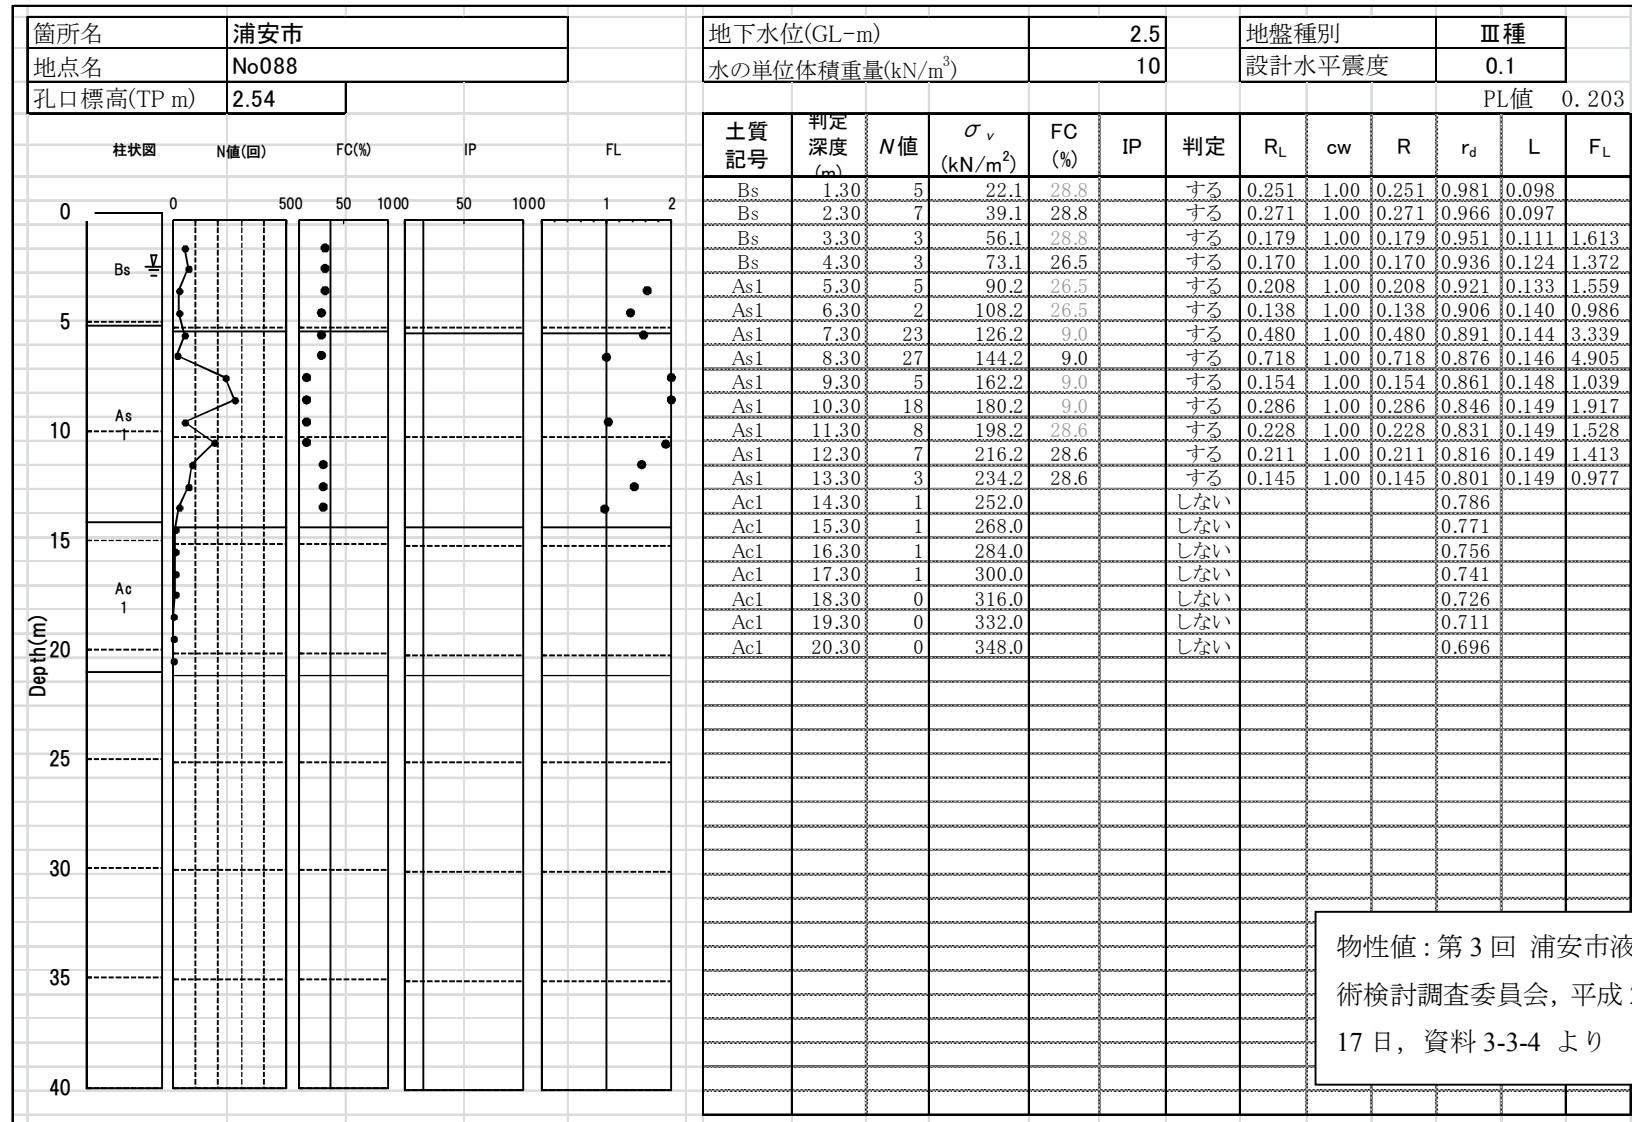 箇所名 浦安市 地下水位(GL-m) 2.5 地盤種別 Ⅲ種
地点名 No088 水の単位体積重量(kN/m³) 10 設計水平震度 0.1
孔口標高(TP m) 2.54 PL値 0.203
柱状図 N値(回) FC(%) IP FL
土質記号 判定深度(m) N値 σv(kN/m²) FC(%) IP 判定 RL cw R rd L FL
0 50 0 50 100 0 50 100 0 1 2
0
5
10
15
20
25
30
35
40
Depth(m)
Bs
As
1
Ac
1
Bs 1.30 5 22.1 28.8 する 0.251 1.00 0.251 0.981 0.098
Bs 2.30 7 39.1 28.8 する 0.271 1.00 0.271 0.966 0.097
Bs 3.30 3 56.1 28.8 する 0.179 1.00 0.179 0.951 0.111 1.613
Bs 4.30 3 73.1 26.5 する 0.170 1.00 0.170 0.936 0.124 1.372
As1 5.30 5 90.2 26.5 する 0.208 1.00 0.208 0.921 0.133 1.559
As1 6.30 2 108.2 26.5 する 0.138 1.00 0.138 0.906 0.140 0.986
As1 7.30 23 126.2 9.0 する 0.480 1.00 0.480 0.891 0.144 3.339
As1 8.30 27 144.2 9.0 する 0.718 1.00 0.718 0.876 0.146 4.905
As1 9.30 5 162.2 9.0 する 0.154 1.00 0.154 0.861 0.148 1.039
As1 10.30 18 180.2 9.0 する 0.286 1.00 0.286 0.846 0.149 1.917
As1 11.30 8 198.2 28.6 する 0.228 1.00 0.228 0.831 0.149 1.528
As1 12.30 7 216.2 28.6 する 0.211 1.00 0.211 0.816 0.149 1.413
As1 13.30 3 234.2 28.6 する 0.145 1.00 0.145 0.801 0.149 0.977
Ac1 14.30 1 252.0 しない 0.786
Ac1 15.30 1 268.0 しない 0.771
Ac1 16.30 1 284.0 しない 0.756
Ac1 17.30 1 300.0 しない 0.741
Ac1 18.30 0 316.0 しない 0.726
Ac1 19.30 0 332.0 しない 0.711
Ac1 20.30 0 348.0 しない 0.696
物性値:第3回 浦安市液
術検討調査委員会, 平成
17日, 資料3-3-4 より